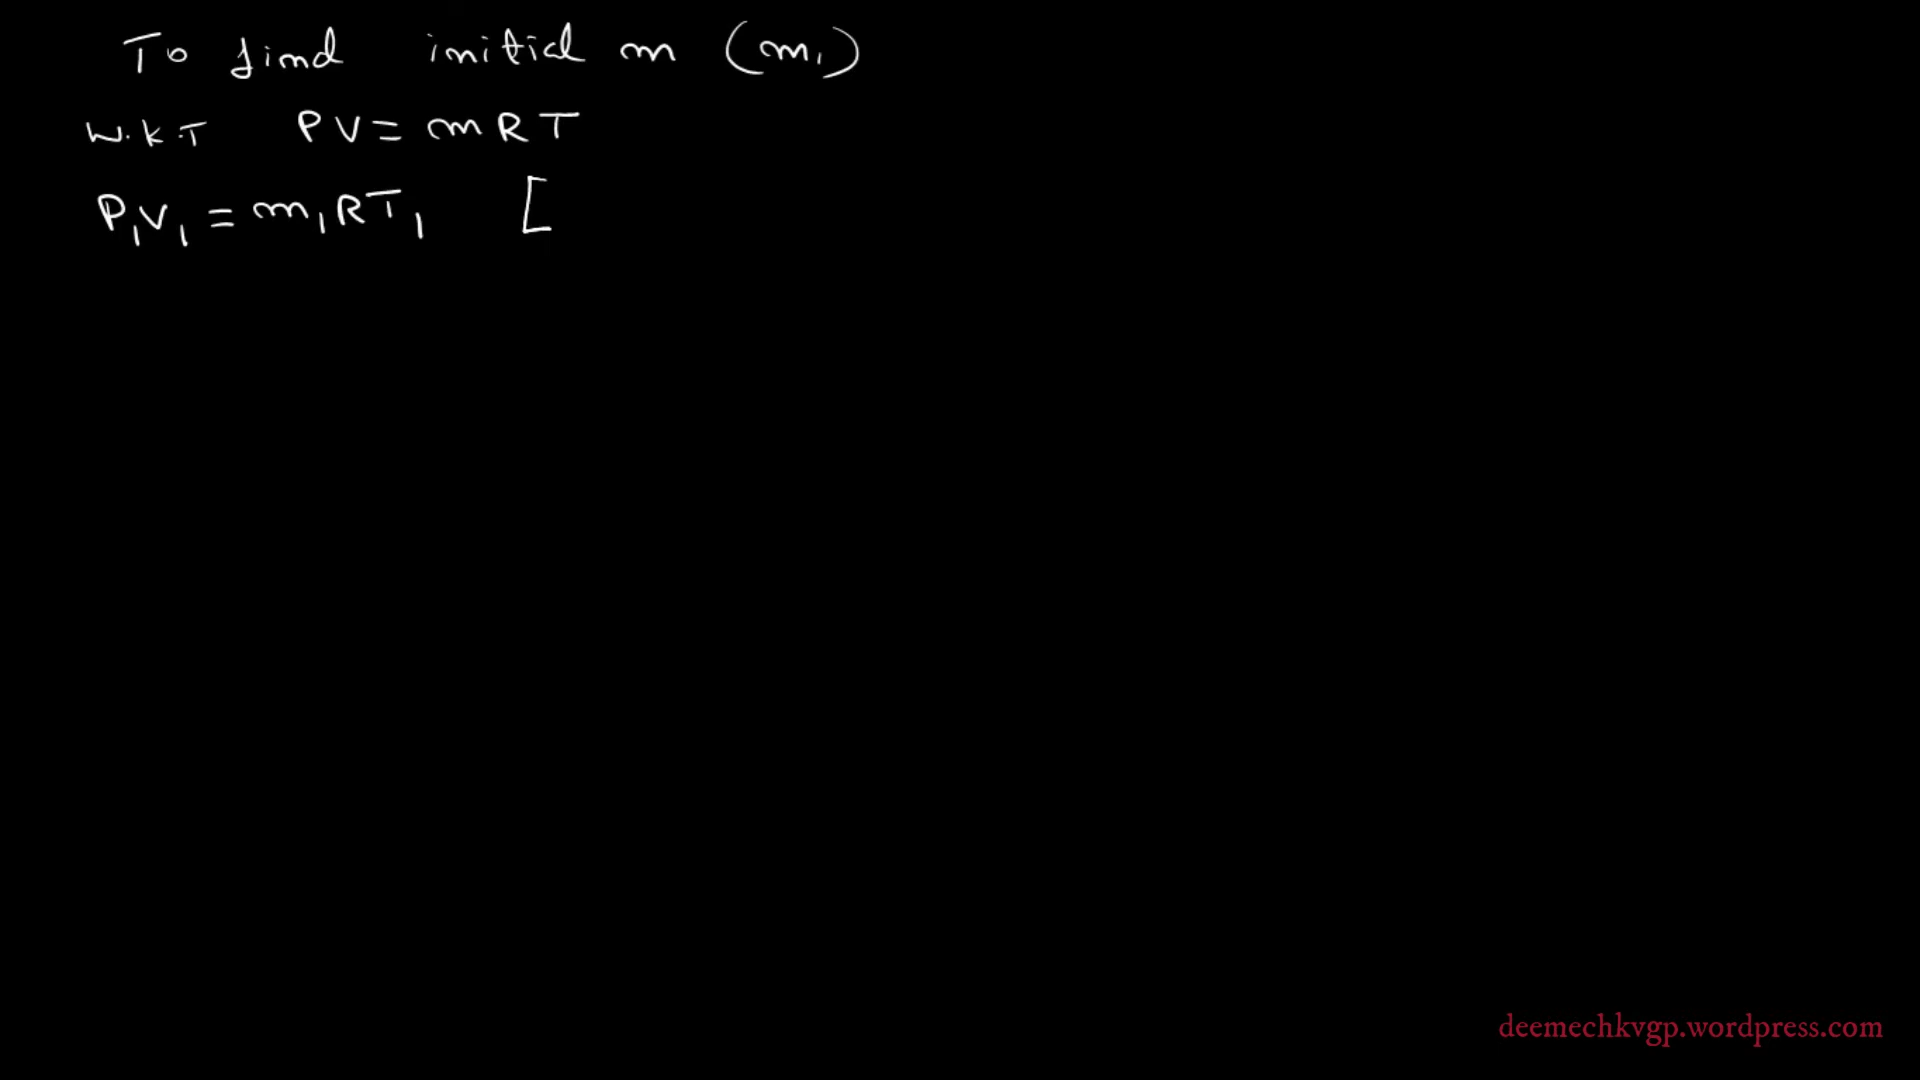 To find initial m (m₁)
W.K.T PV = mRT
P₁V₁ = m₁RT₁ [
deemechkvgp.wordpress.com